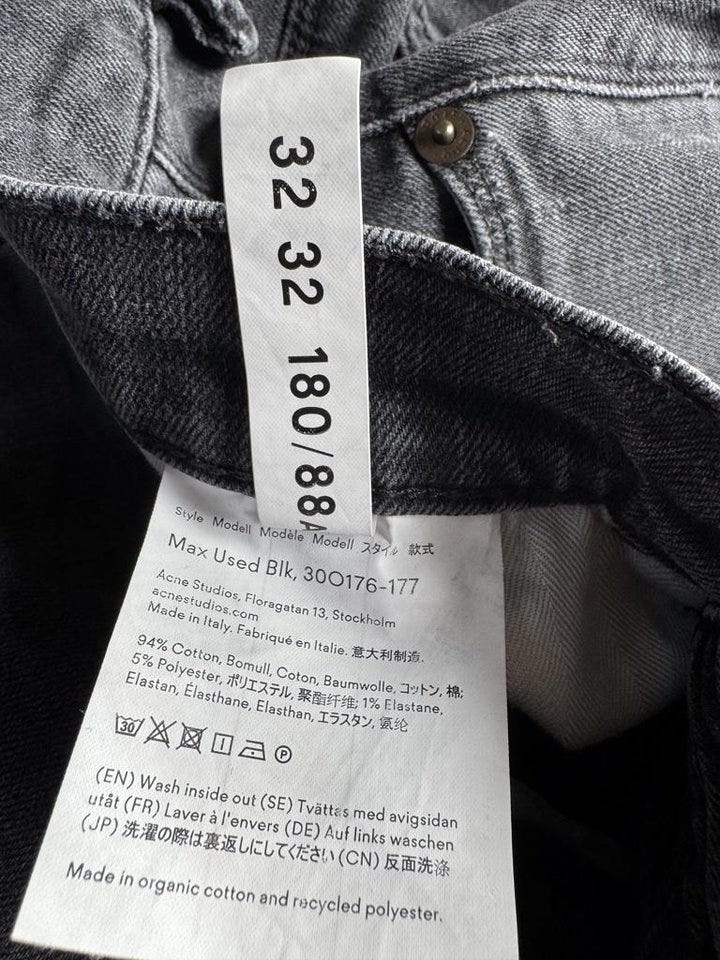 32 32 180/88A
Style Modell Modèle Modell スタイル 款式
Max Used Blk, 30O176-177
Acne Studios, Floragatan 13, Stockholm
acnestudios.com
Made in Italy. Fabriqué en Italie. 意大利制造.
94% Cotton, Bomull, Coton, Baumwolle, コットン, 棉;
5% Polyester, ポリエステル, 聚酯纤维; 1% Elastane,
Elastan, Élasthane, Elasthan, エラスタン, 氨纶
30 P
(EN) Wash inside out (SE) Tvättas med avigsidan
utåt (FR) Laver à l'envers (DE) Auf links waschen
(JP) 洗濯の際は裏返しにしてください (CN) 反面洗涤
Made in organic cotton and recycled polyester.